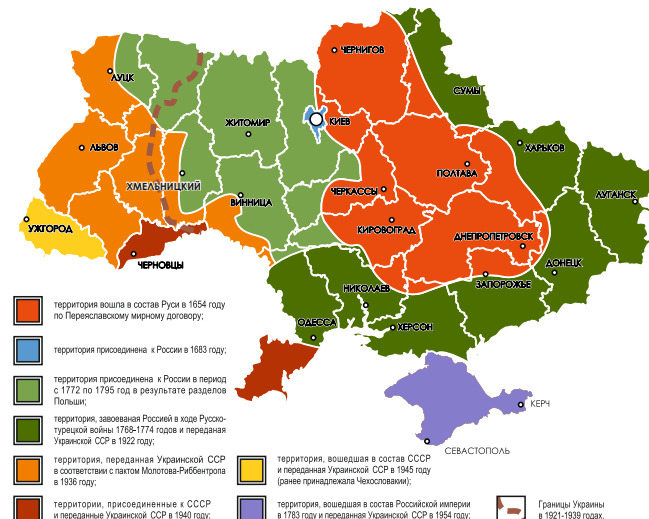 ЧЕРНИГОВ
ЛУЦК
СУМЫ
ЖИТОМИР
КИЕВ
ХАРЬКОВ
ЛЬВОВ
ПОЛТАВА
ХМЕЛЬНИЦКИЙ
ЧЕРКАССЫ
ЛУГАНСК
ВИННИЦА
УЖГОРОД
КИРОВОГРАД
ДНЕПРОПЕТРОВСК
ЧЕРНОВЦЫ
ДОНЕЦК
ЗАПОРОЖЬЕ
НИКОЛАЕВ
ОДЕССА
ХЕРСОН
КЕРЧ
СЕВАСТОПОЛЬ
территория вошла в состав Руси в 1654 году
по Переяславскому мирному договору;
территория присоединена к России в 1683 году;
территория присоединена к России в период
с 1772 по 1795 год в результате разделов
Польши;
территория, завоеваная Россией в ходе Русско-
турецкой войны 1768-1774 годов и переданая
Украинской ССР в 1922 году;
территория, переданная Украинской ССР
в соответствии с пактом Молотова-Риббентропа
в 1936 году;
территории, присоединенные к СССР
и переданные Украинской ССР в 1940 году;
территория, вошедшая в состав СССР
и переданная Украинской ССР в 1945 году
(ранее принадлежала Чехословакии);
территория, вошедшая в состав Российской империи
в 1783 году и переданная Украинской ССР в 1954 году;
Границы Украины
в 1921-1939 годах.